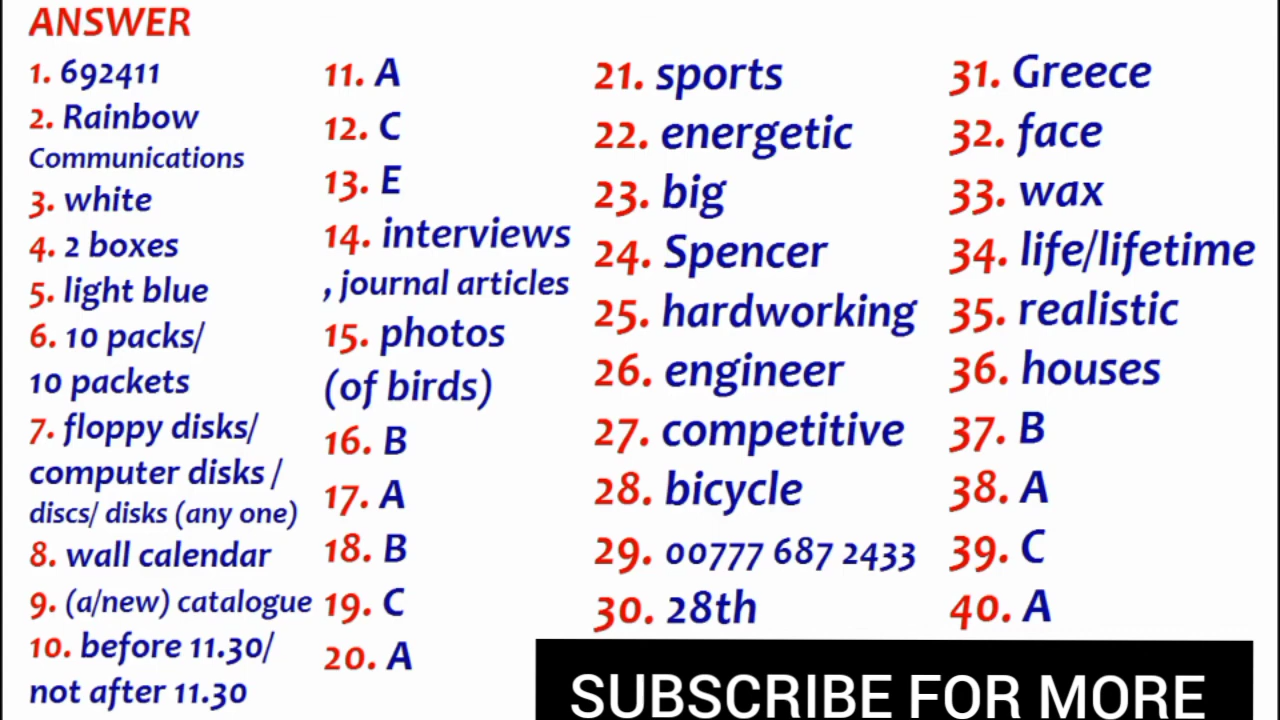 ANSWER
1. 692411
2. Rainbow
Communications
3. white
4. 2 boxes
5. light blue
6. 10 packs/
10 packets
7. floppy disks/
computer disks /
discs/ disks (any one)
8. wall calendar
9. (a/new) catalogue
10. before 11.30/
not after 11.30
11. A
12. C
13. E
14. interviews
, journal articles
15. photos
(of birds)
16. B
17. A
18. B
19. C
20. A
21. sports
22. energetic
23. big
24. Spencer
25. hardworking
26. engineer
27. competitive
28. bicycle
29. 00777 687 2433
30. 28th
31. Greece
32. face
33. wax
34. life/lifetime
35. realistic
36. houses
37. B
38. A
39. C
40. A
SUBSCRIBE FOR MORE